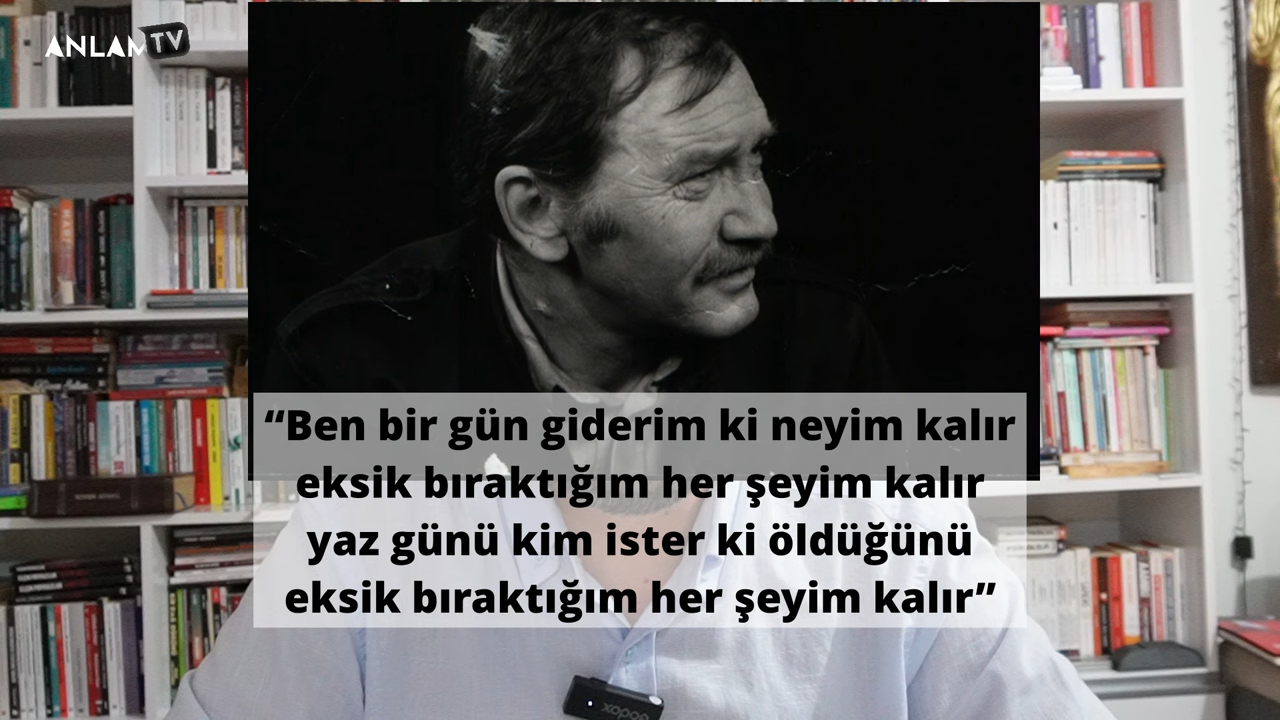 ANLAM TV
“Ben bir gün giderim ki neyim kalır
eksik bıraktığım her şeyim kalır
yaz günü kim ister ki öldüğünü
eksik bıraktığım her şeyim kalır”